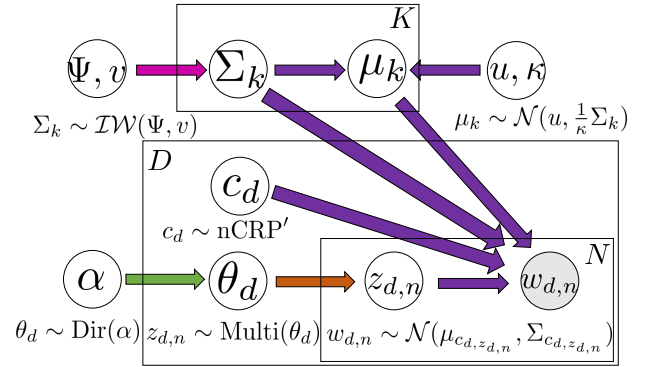 K
Ψ, ν Σ_k μ_k u, κ
Σ_k ∼ 𝓘𝓦(Ψ, ν) μ_k ∼ 𝒩(u, 1/κ Σ_k)
D
c_d
c_d ∼ nCRP′
N
α θ_d z_{d,n} w_{d,n}
θ_d ∼ Dir(α) z_{d,n} ∼ Multi(θ_d) w_{d,n} ∼ 𝒩(μ_{c_{d,z_{d,n}}}, Σ_{c_{d,z_{d,n}}})